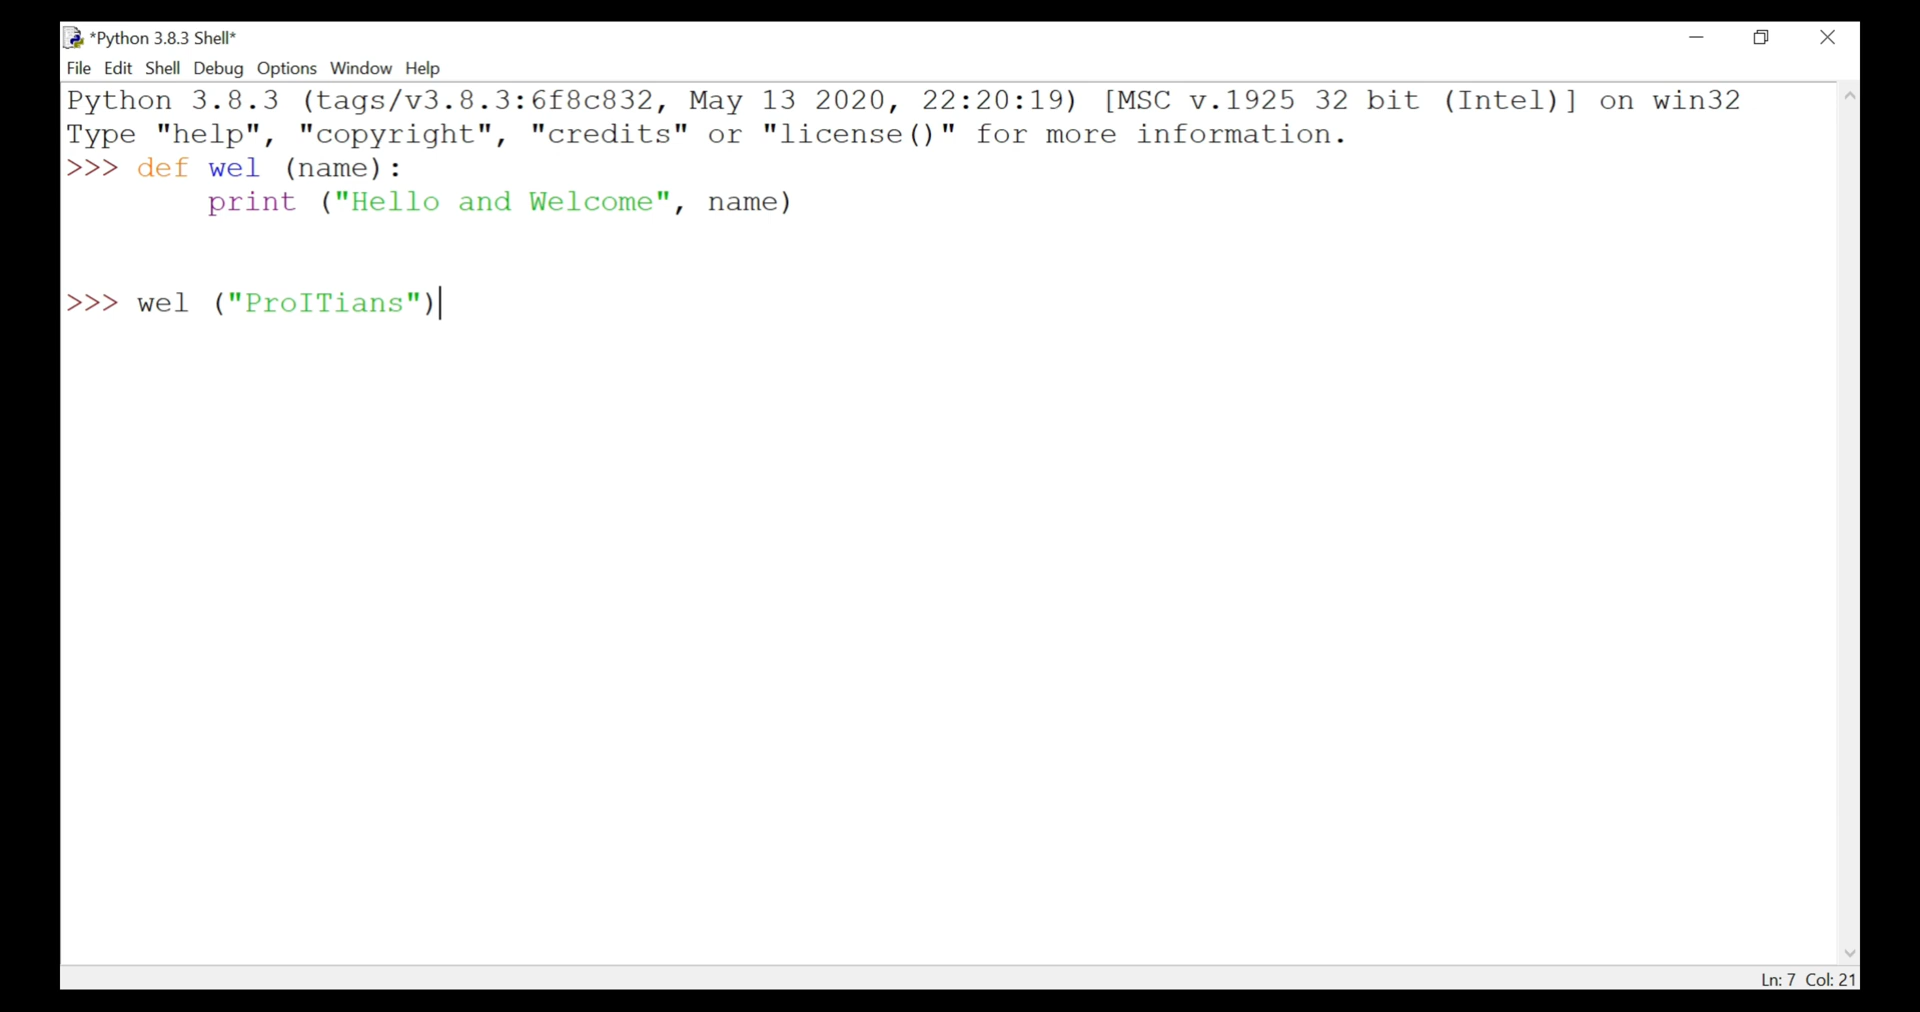 *Python 3.8.3 Shell*
File Edit Shell Debug Options Window Help
Python 3.8.3 (tags/v3.8.3:6f8c832, May 13 2020, 22:20:19) [MSC v.1925 32 bit (Intel)] on win32
Type "help", "copyright", "credits" or "license()" for more information.
>>> def wel (name):
        print ("Hello and Welcome", name)
>>> wel ("ProITians")
Ln: 7 Col: 21